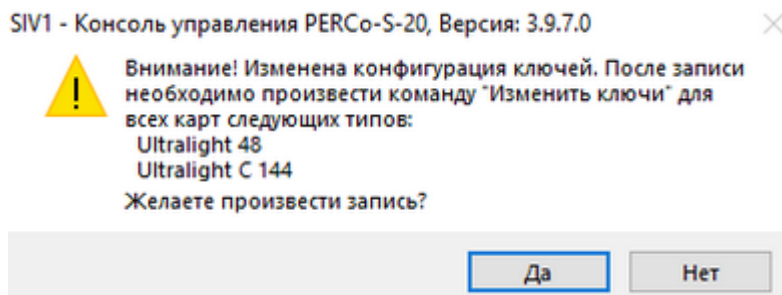 SIV1 - Консоль управления PERCo-S-20, Версия: 3.9.7.0
Внимание! Изменена конфигурация ключей. После записи
необходимо произвести команду "Изменить ключи" для
всех карт следующих типов:
Ultralight 48
Ultralight C 144
Желаете произвести запись?
Да
Нет